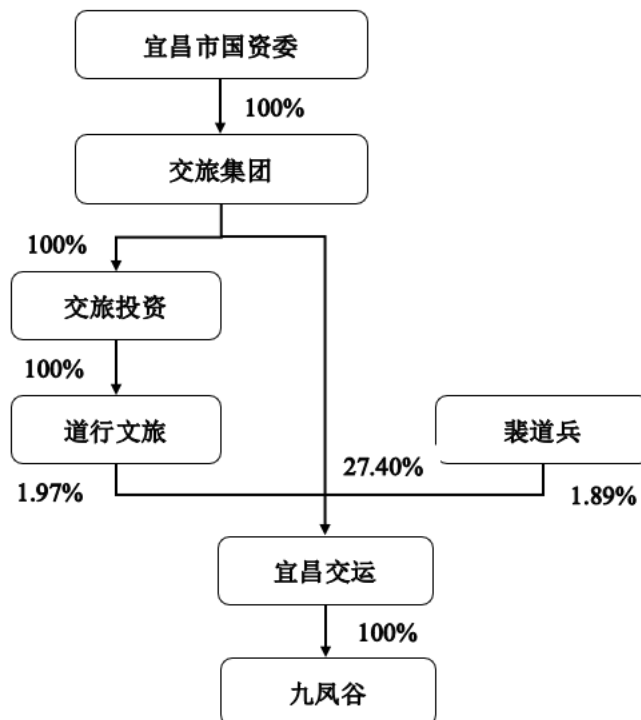 宜昌市国资委
100%
交旅集团
100%
交旅投资
100%
道行文旅
裴道兵
1.97%
27.40%
1.89%
宜昌交运
100%
九凤谷